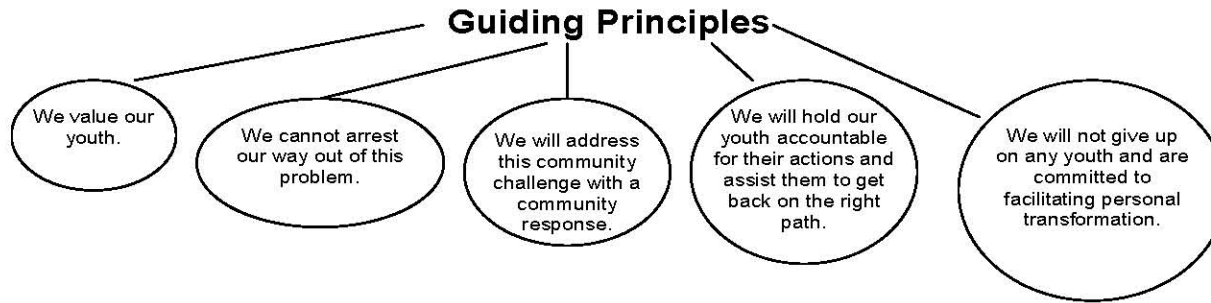 Guiding Principles
We value our
youth.
We cannot arrest
our way out of this
problem.
We will address
this community
challenge with a
community
response.
We will hold our
youth accountable
for their actions and
assist them to get
back on the right
path.
We will not give up
on any youth and are
committed to
facilitating personal
transformation.